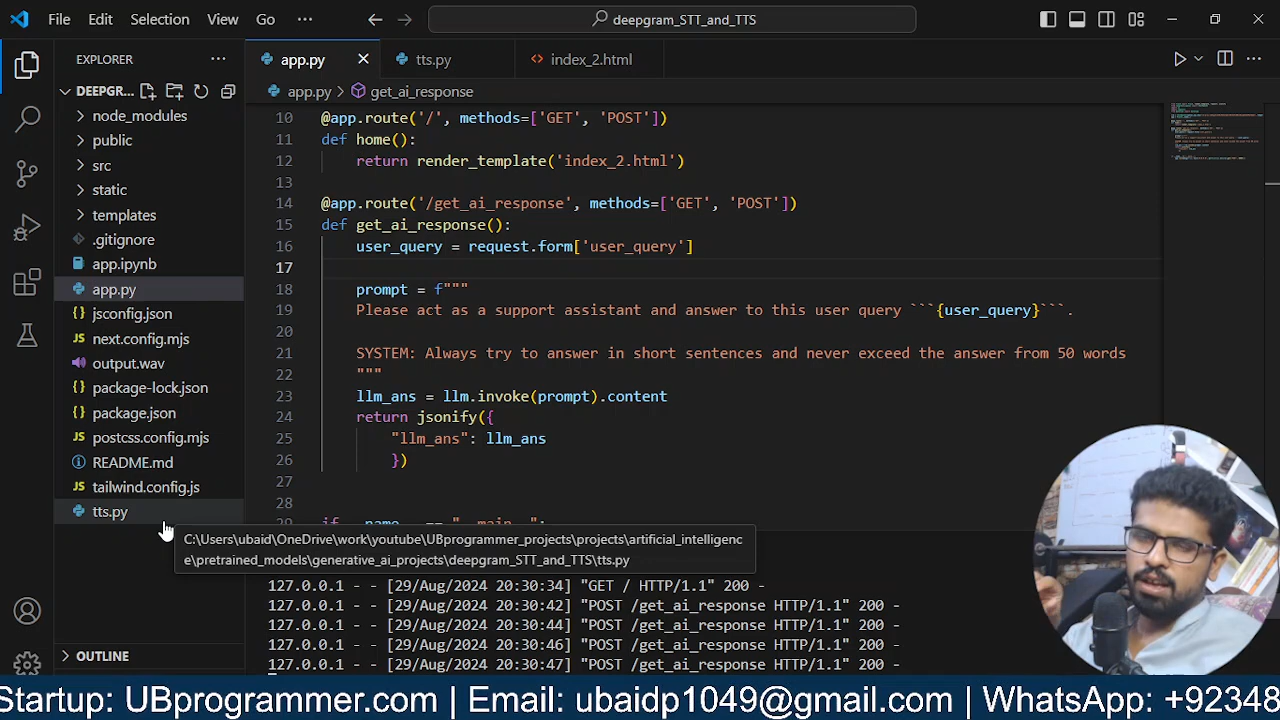 File Edit Selection View Go ··· deepgram_STT_and_TTS
EXPLORER ···
DEEPGR...
node_modules
public
src
static
templates
.gitignore
app.ipynb
app.py
jsconfig.json
next.config.mjs
output.wav
package-lock.json
package.json
postcss.config.mjs
README.md
tailwind.config.js
tts.py
OUTLINE
app.py tts.py index_2.html
app.py > get_ai_response
10 @app.route('/', methods=['GET', 'POST'])
11 def home():
12 return render_template('index_2.html')
13
14 @app.route('/get_ai_response', methods=['GET', 'POST'])
15 def get_ai_response():
16 user_query = request.form['user_query']
17
18 prompt = f"""
19 Please act as a support assistant and answer to this user query ```{user_query}```.
20
21 SYSTEM: Always try to answer in short sentences and never exceed the answer from 50 words
22 """
23 llm_ans = llm.invoke(prompt).content
24 return jsonify({
25 "llm_ans": llm_ans
26 })
27
28
29 if __name__ == "__main__":
C:\Users\ubaid\OneDrive\work\youtube\UBprogrammer_projects\projects\artificial_intelligenc
e\pretrained_models\generative_ai_projects\deepgram_STT_and_TTS\tts.py
127.0.0.1 - - [29/Aug/2024 20:30:34] "GET / HTTP/1.1" 200 -
127.0.0.1 - - [29/Aug/2024 20:30:42] "POST /get_ai_response HTTP/1.1" 200 -
127.0.0.1 - - [29/Aug/2024 20:30:44] "POST /get_ai_response HTTP/1.1" 200 -
127.0.0.1 - - [29/Aug/2024 20:30:46] "POST /get_ai_response HTTP/1.1" 200 -
127.0.0.1 - - [29/Aug/2024 20:30:47] "POST /get_ai_response HTTP/1.1" 200 -
Startup: UBprogrammer.com | Email: ubaidp1049@gmail.com | WhatsApp: +92348